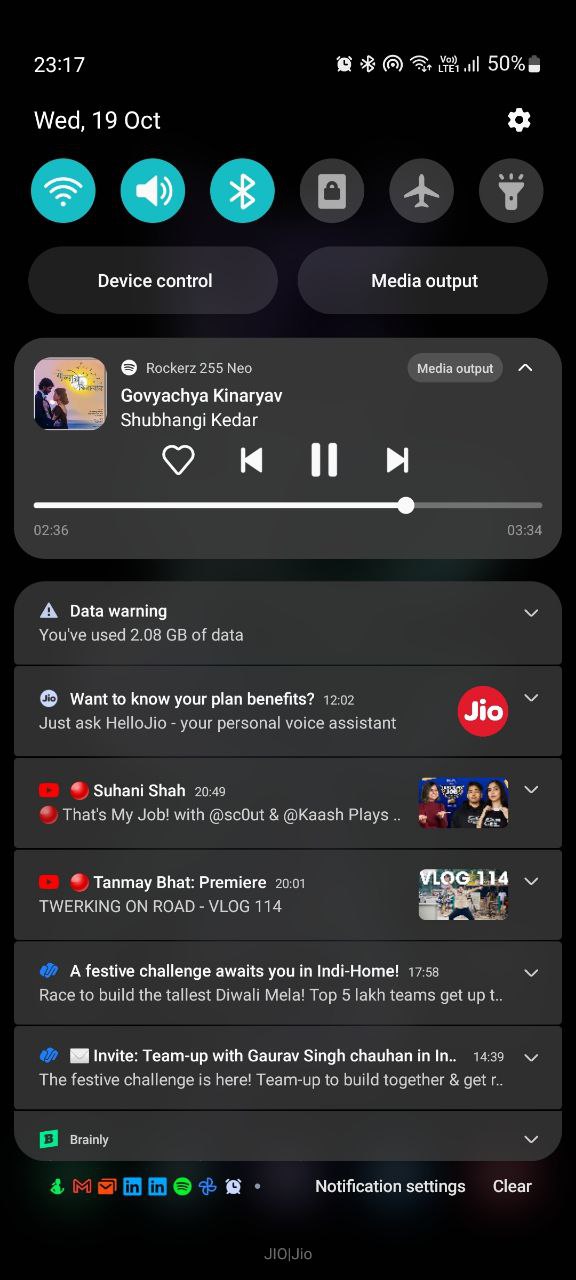 23:17
Vo))
LTE1
50%
Wed, 19 Oct
Device control
Media output
Rockerz 255 Neo
Media output
Govyachya Kinaryav
Shubhangi Kedar
02:36
03:34
Data warning
You've used 2.08 GB of data
Jio
Want to know your plan benefits? 12:02
Just ask HelloJio - your personal voice assistant
Jio
Suhani Shah 20:49
That's My Job! with @sc0ut & @Kaash Plays ..
Tanmay Bhat: Premiere 20:01
TWERKING ON ROAD - VLOG 114
VLOG 114
A festive challenge awaits you in Indi-Home! 17:58
Race to build the tallest Diwali Mela! Top 5 lakh teams get up t..
Invite: Team-up with Gaurav Singh chauhan in In.. 14:39
The festive challenge is here! Team-up to build together & get r..
B
Brainly
Notification settings
Clear
JIO|Jio